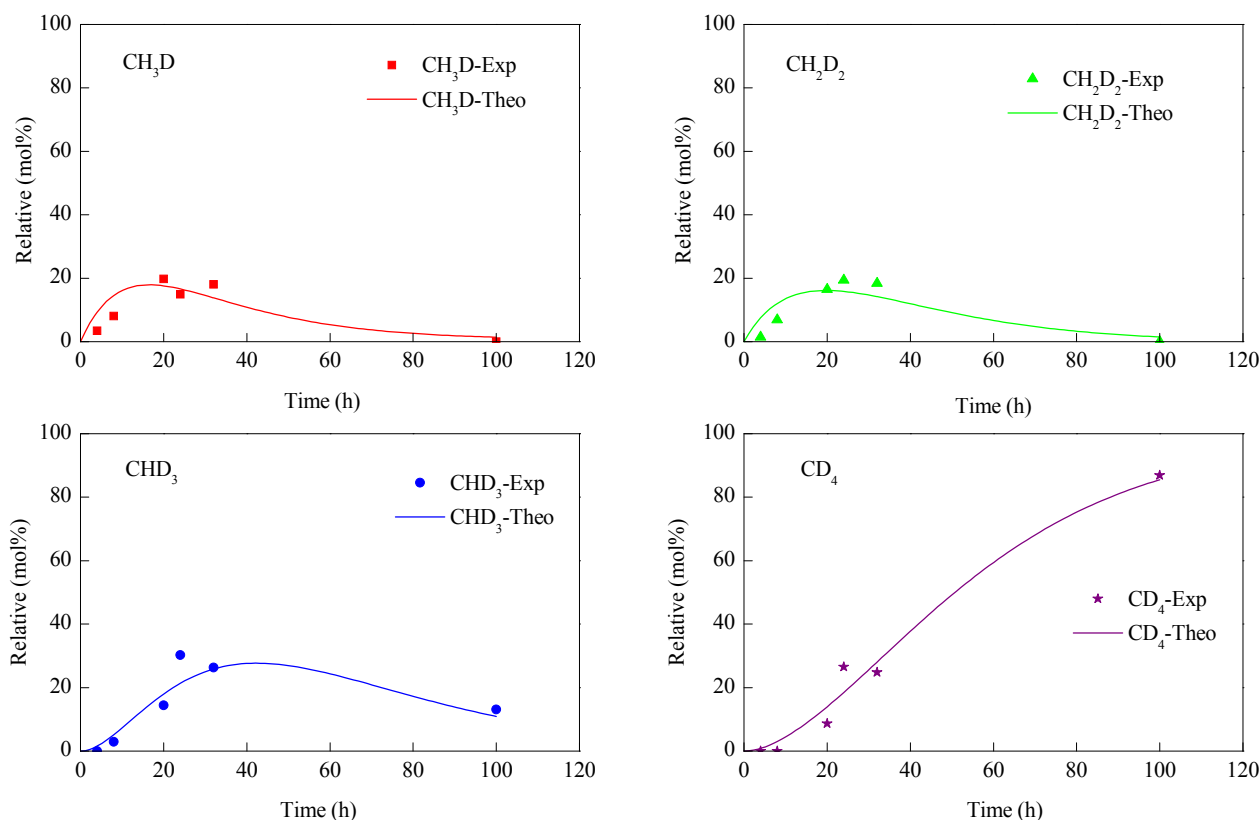 CH₃D
CH₃D-Exp
CH₃D-Theo
Relative (mol%)
100
80
60
40
20
0
0 20 40 60 80 100 120
Time (h)
CH₂D₂
CH₂D₂-Exp
CH₂D₂-Theo
Relative (mol%)
100
80
60
40
20
0
0 20 40 60 80 100 120
Time (h)
CHD₃
CHD₃-Exp
CHD₃-Theo
Relative (mol%)
100
80
60
40
20
0
0 20 40 60 80 100 120
Time (h)
CD₄
CD₄-Exp
CD₄-Theo
Relative (mol%)
100
80
60
40
20
0
0 20 40 60 80 100 120
Time (h)